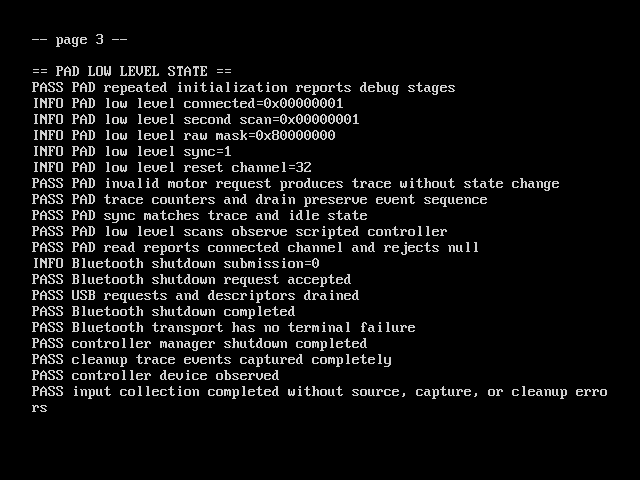 -- page 3 --
== PAD LOW LEVEL STATE ==
PASS PAD repeated initialization reports debug stages
INFO PAD low level connected=0x00000001
INFO PAD low level second scan=0x00000001
INFO PAD low level raw mask=0x80000000
INFO PAD low level sync=1
INFO PAD low level reset channel=32
PASS PAD invalid motor request produces trace without state change
PASS PAD trace counters and drain preserve event sequence
PASS PAD sync matches trace and idle state
PASS PAD low level scans observe scripted controller
PASS PAD read reports connected channel and rejects null
INFO Bluetooth shutdown submission=0
PASS Bluetooth shutdown request accepted
PASS USB requests and descriptors drained
PASS Bluetooth shutdown completed
PASS Bluetooth transport has no terminal failure
PASS controller manager shutdown completed
PASS cleanup trace events captured completely
PASS controller device observed
PASS input collection completed without source, capture, or cleanup erro
rs